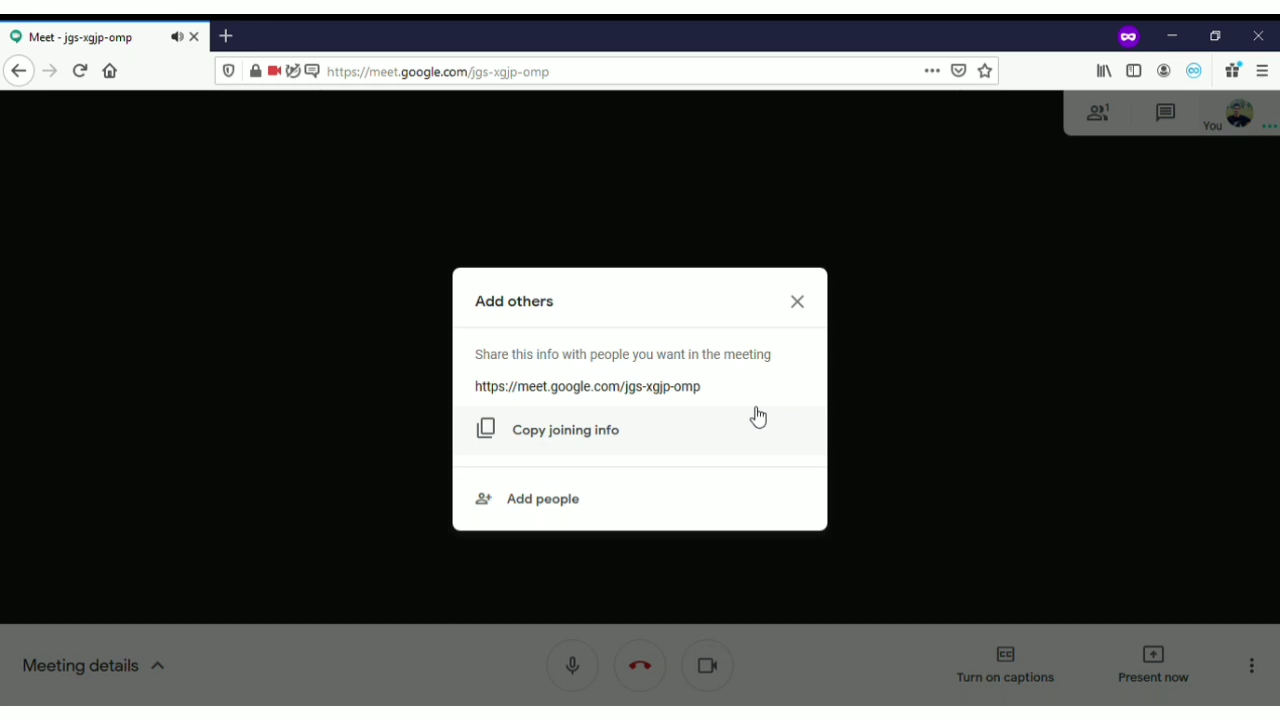 Meet - jgs-xgjp-omp
https://meet.google.com/jgs-xgjp-omp
1
You
Add others
Share this info with people you want in the meeting
https://meet.google.com/jgs-xgjp-omp
Copy joining info
Add people
Meeting details
CC
Turn on captions
Present now